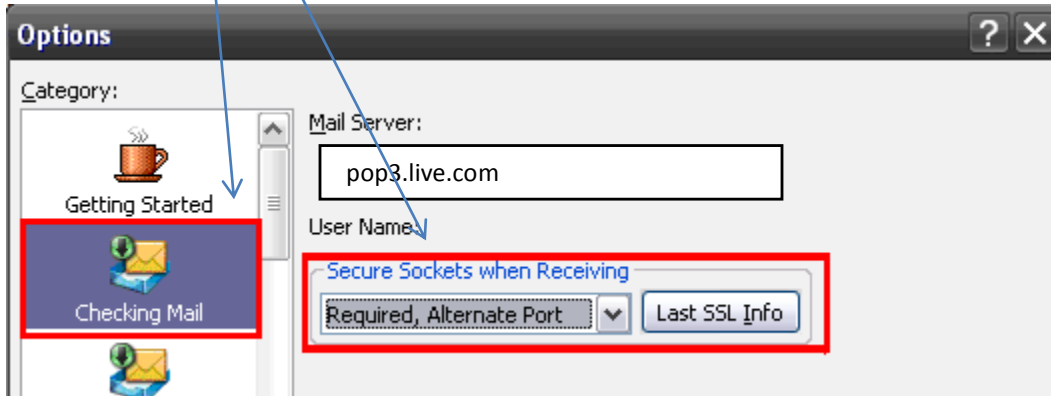 Options
Category:
Getting Started
Checking Mail
Mail Server:
pop3.live.com
User Name:
Secure Sockets when Receiving
Required, Alternate Port
Last SSL Info